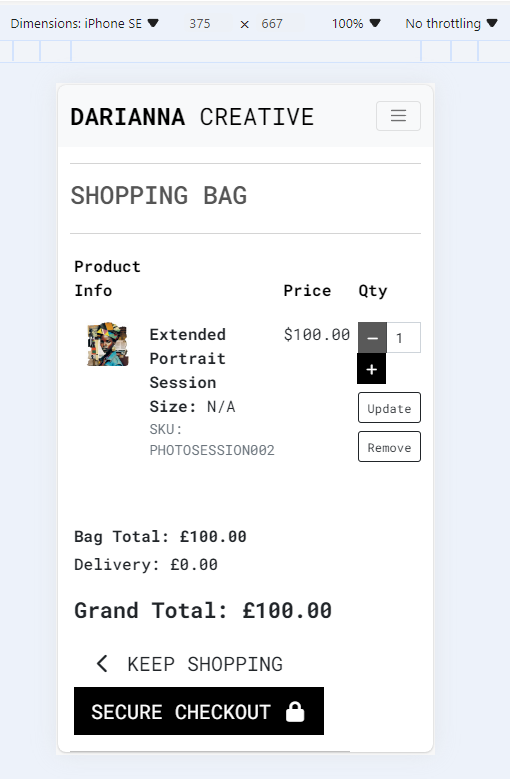 Dimensions: iPhone SE ▼ 375 × 667 100% ▼ No throttling ▼
DARIANNA CREATIVE
SHOPPING BAG
Product
Info Price Qty
Extended $100.00 − 1
Portrait +
Session
Size: N/A Update
SKU:
PHOTOSESSION002 Remove
Bag Total: £100.00
Delivery: £0.00
Grand Total: £100.00
KEEP SHOPPING
SECURE CHECKOUT